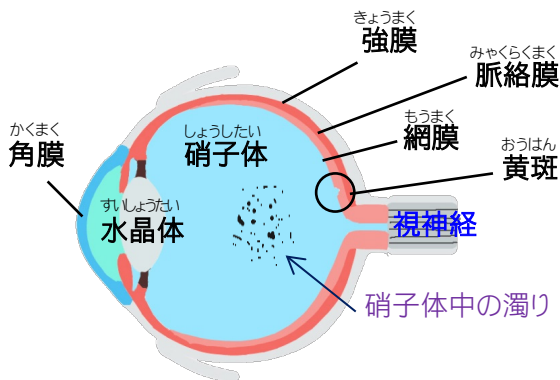 きょうまく
強膜
みゃくらくまく
脈絡膜
もうまく
網膜
おうはん
黄斑
しょうしたい
硝子体
かくまく
角膜
すいしょうたい
水晶体
視神経
硝子体中の濁り